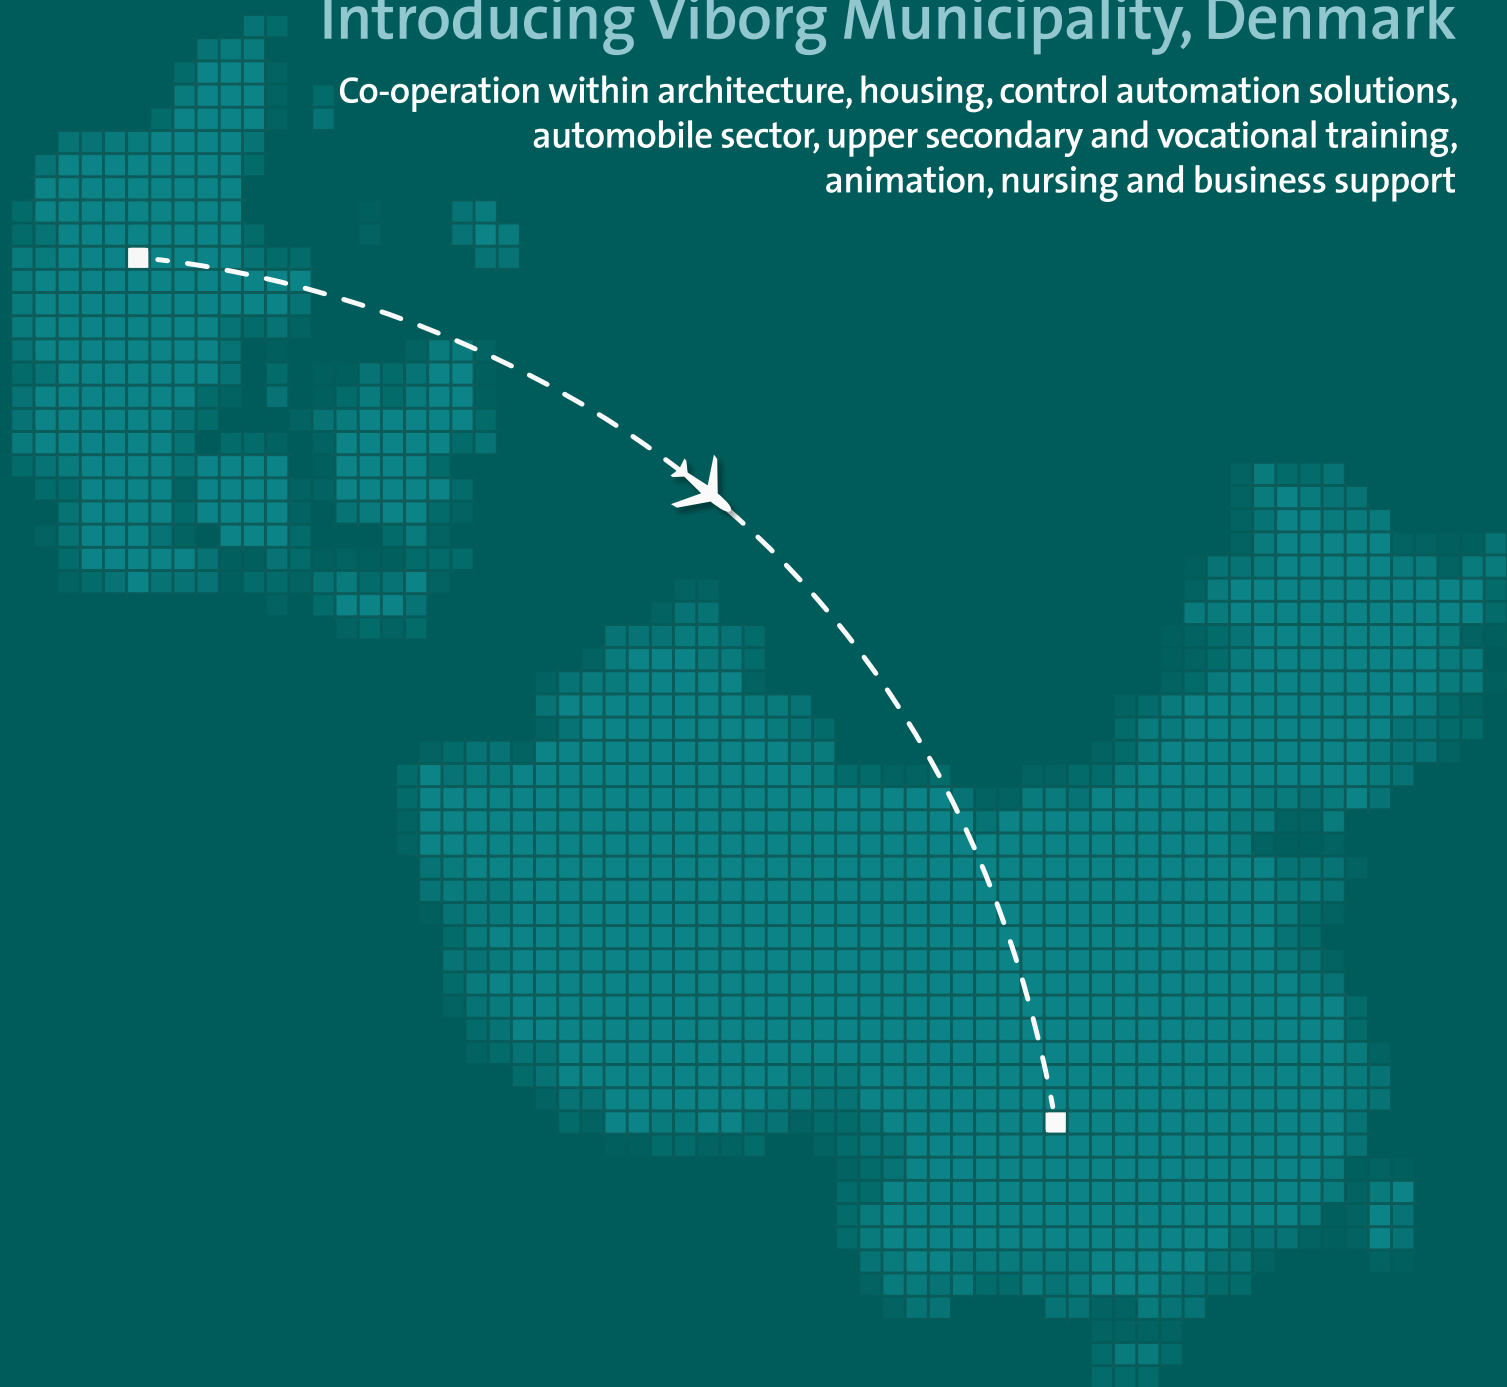 Introducing Viborg Municipality, Denmark
Co-operation within architecture, housing, control automation solutions,
automobile sector, upper secondary and vocational training,
animation, nursing and business support